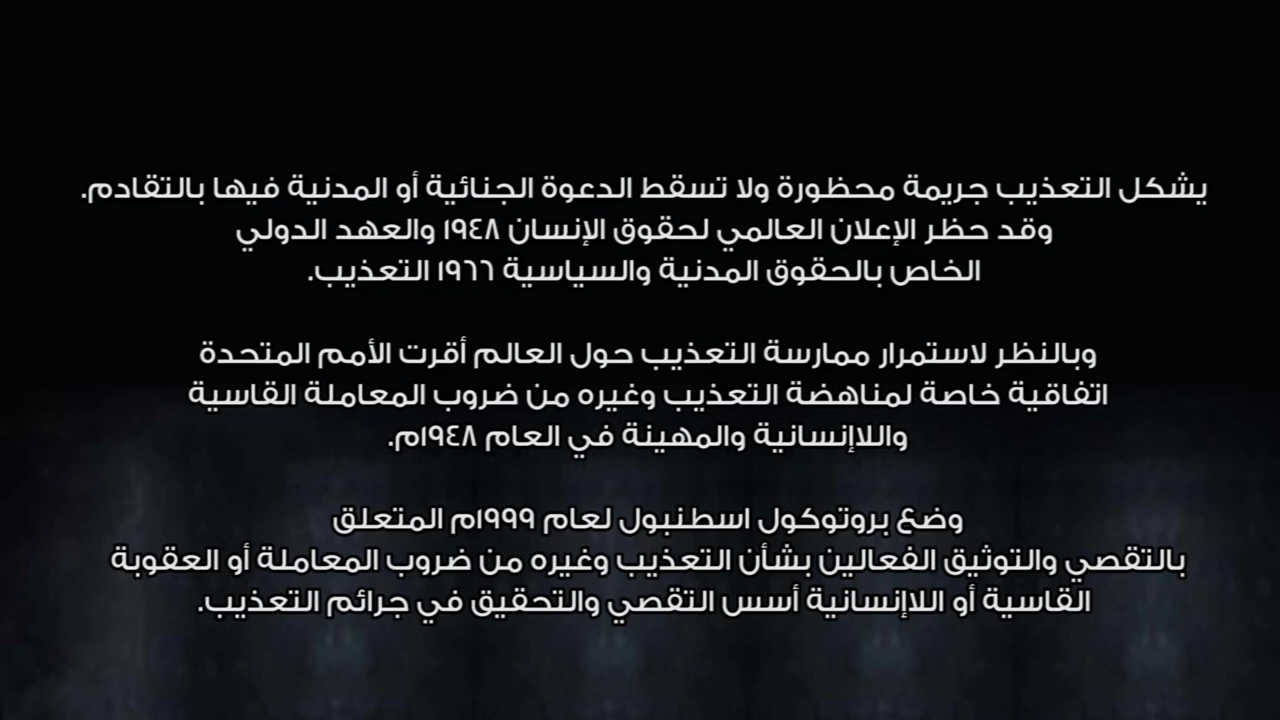 يشكل التعذيب جريمة محظورة ولا تسقط الدعوة الجنائية أو المدنية فيها بالتقادم.
وقد حظر الإعلان العالمي لحقوق الإنسان ١٩٤٨ والعهد الدولي
الخاص بالحقوق المدنية والسياسية ١٩٦٦ التعذيب.
وبالنظر لاستمرار ممارسة التعذيب حول العالم أقرت الأمم المتحدة
اتفاقية خاصة لمناهضة التعذيب وغيره من ضروب المعاملة القاسية
واللاإنسانية والمهينة في العام ١٩٤٨م.
وضع بروتوكول اسطنبول لعام ١٩٩٩م المتعلق
بالتقصي والتوثيق الفعالين بشأن التعذيب وغيره من ضروب المعاملة أو العقوبة
القاسية أو اللاإنسانية أسس التقصي والتحقيق في جرائم التعذيب.